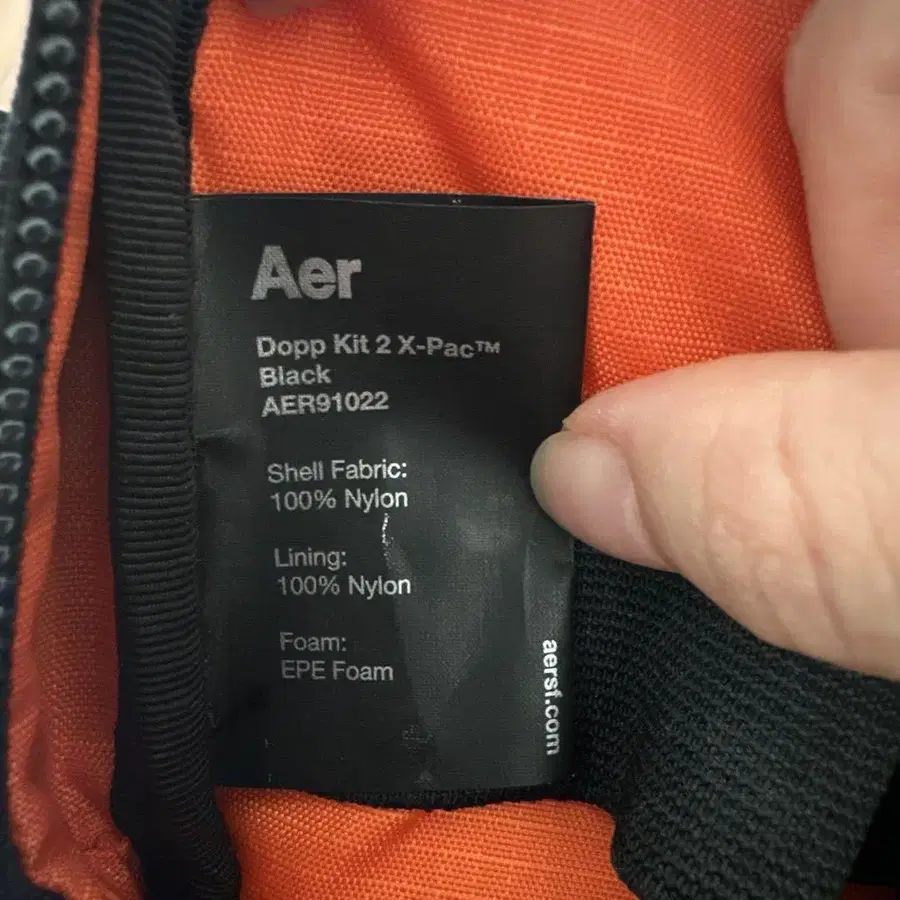 Aer
Dopp Kit 2 X-Pac™
Black
AER91022
Shell Fabric:
100% Nylon
Lining:
100% Nylon
Foam:
EPE Foam
aersf.com